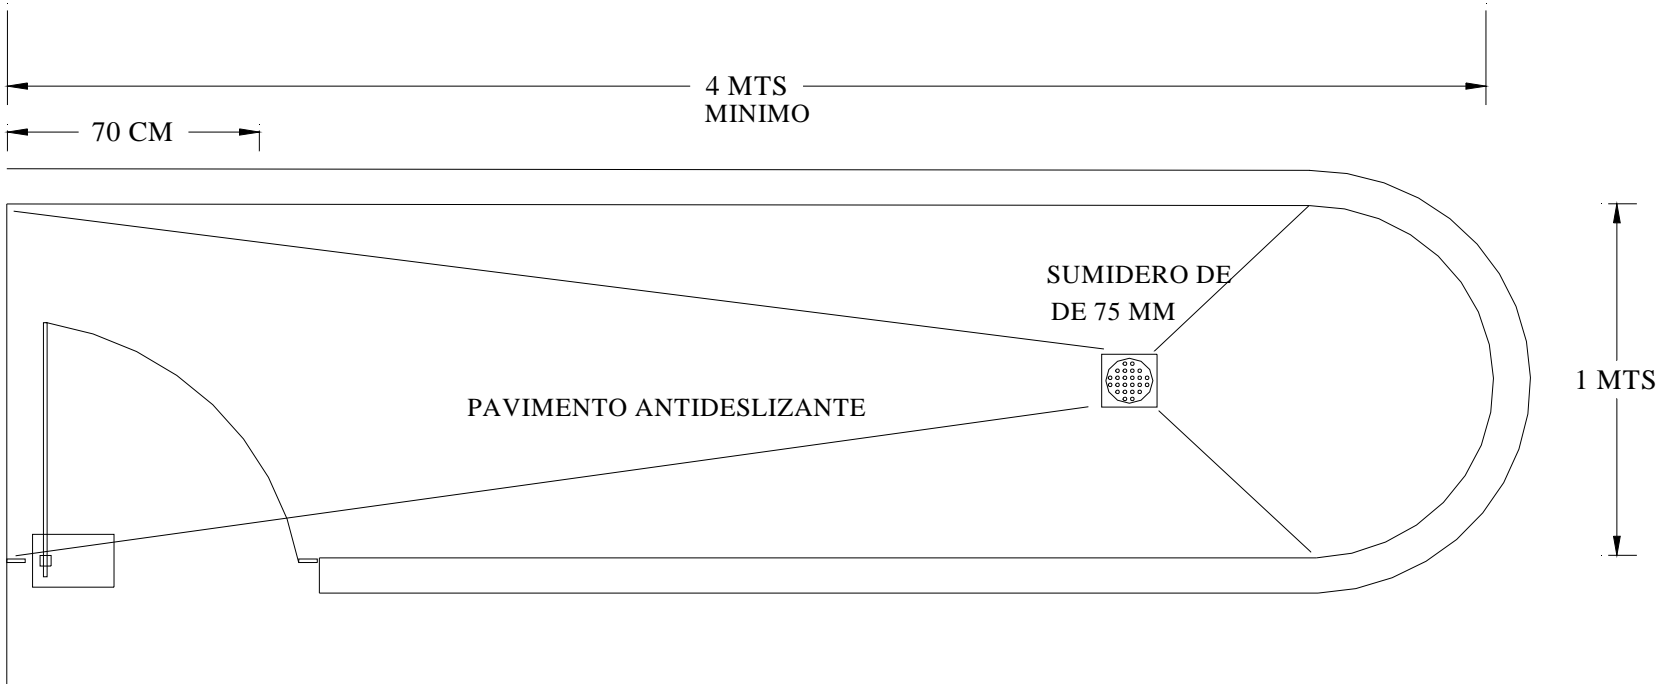 4 MTS
MINIMO
70 CM
SUMIDERO DE
DE 75 MM
1 MTS
PAVIMENTO ANTIDESLIZANTE